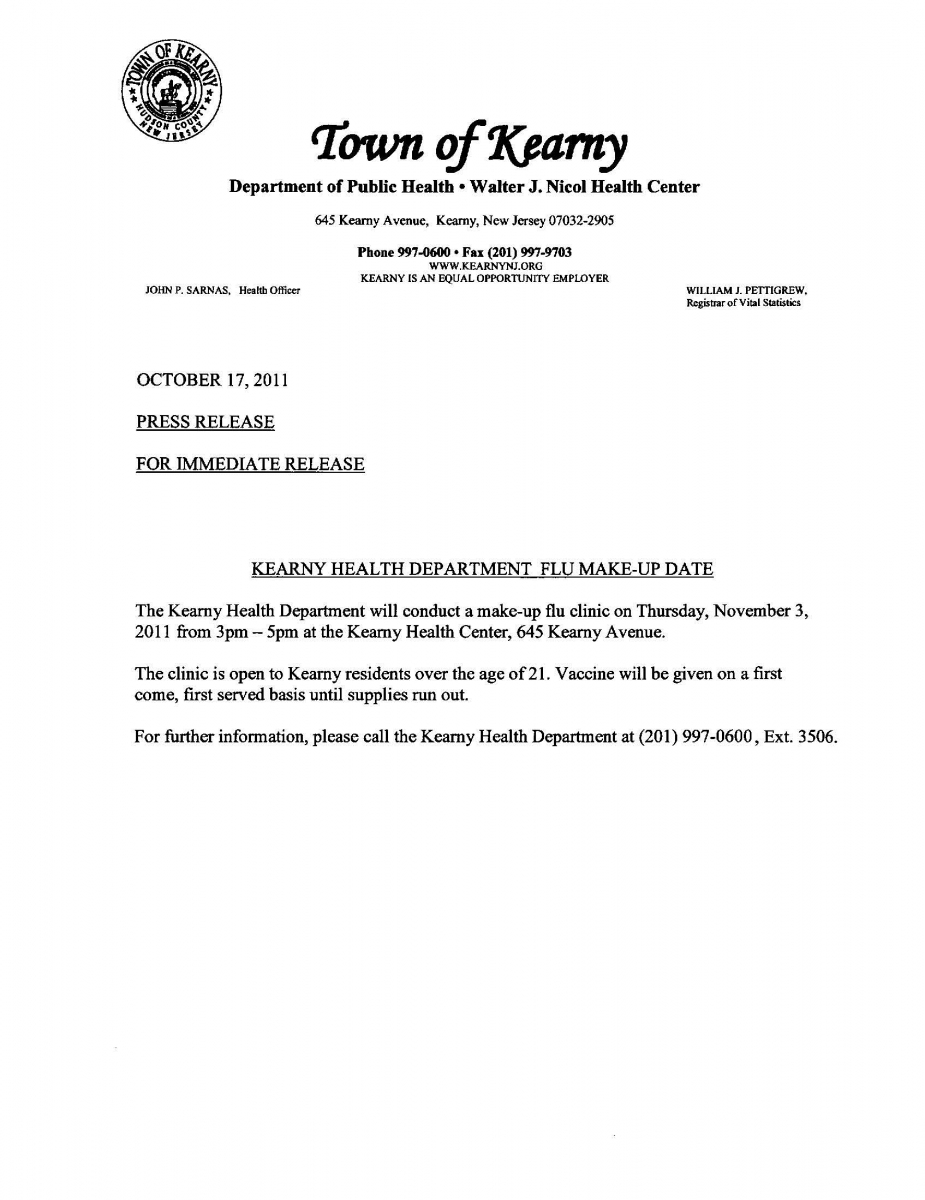 TOWN OF KEARNY
HUDSON COUNTY
NEW JERSEY
Town of Kearny
Department of Public Health • Walter J. Nicol Health Center
645 Kearny Avenue, Kearny, New Jersey 07032-2905
Phone 997-0600 • Fax (201) 997-9703
WWW.KEARNYNJ.ORG
KEARNY IS AN EQUAL OPPORTUNITY EMPLOYER
JOHN P. SARNAS, Health Officer
WILLIAM J. PETTIGREW,
Registrar of Vital Statistics
OCTOBER 17, 2011
PRESS RELEASE
FOR IMMEDIATE RELEASE
KEARNY HEALTH DEPARTMENT FLU MAKE-UP DATE
The Kearny Health Department will conduct a make-up flu clinic on Thursday, November 3,
2011 from 3pm – 5pm at the Kearny Health Center, 645 Kearny Avenue.
The clinic is open to Kearny residents over the age of 21. Vaccine will be given on a first
come, first served basis until supplies run out.
For further information, please call the Kearny Health Department at (201) 997-0600, Ext. 3506.